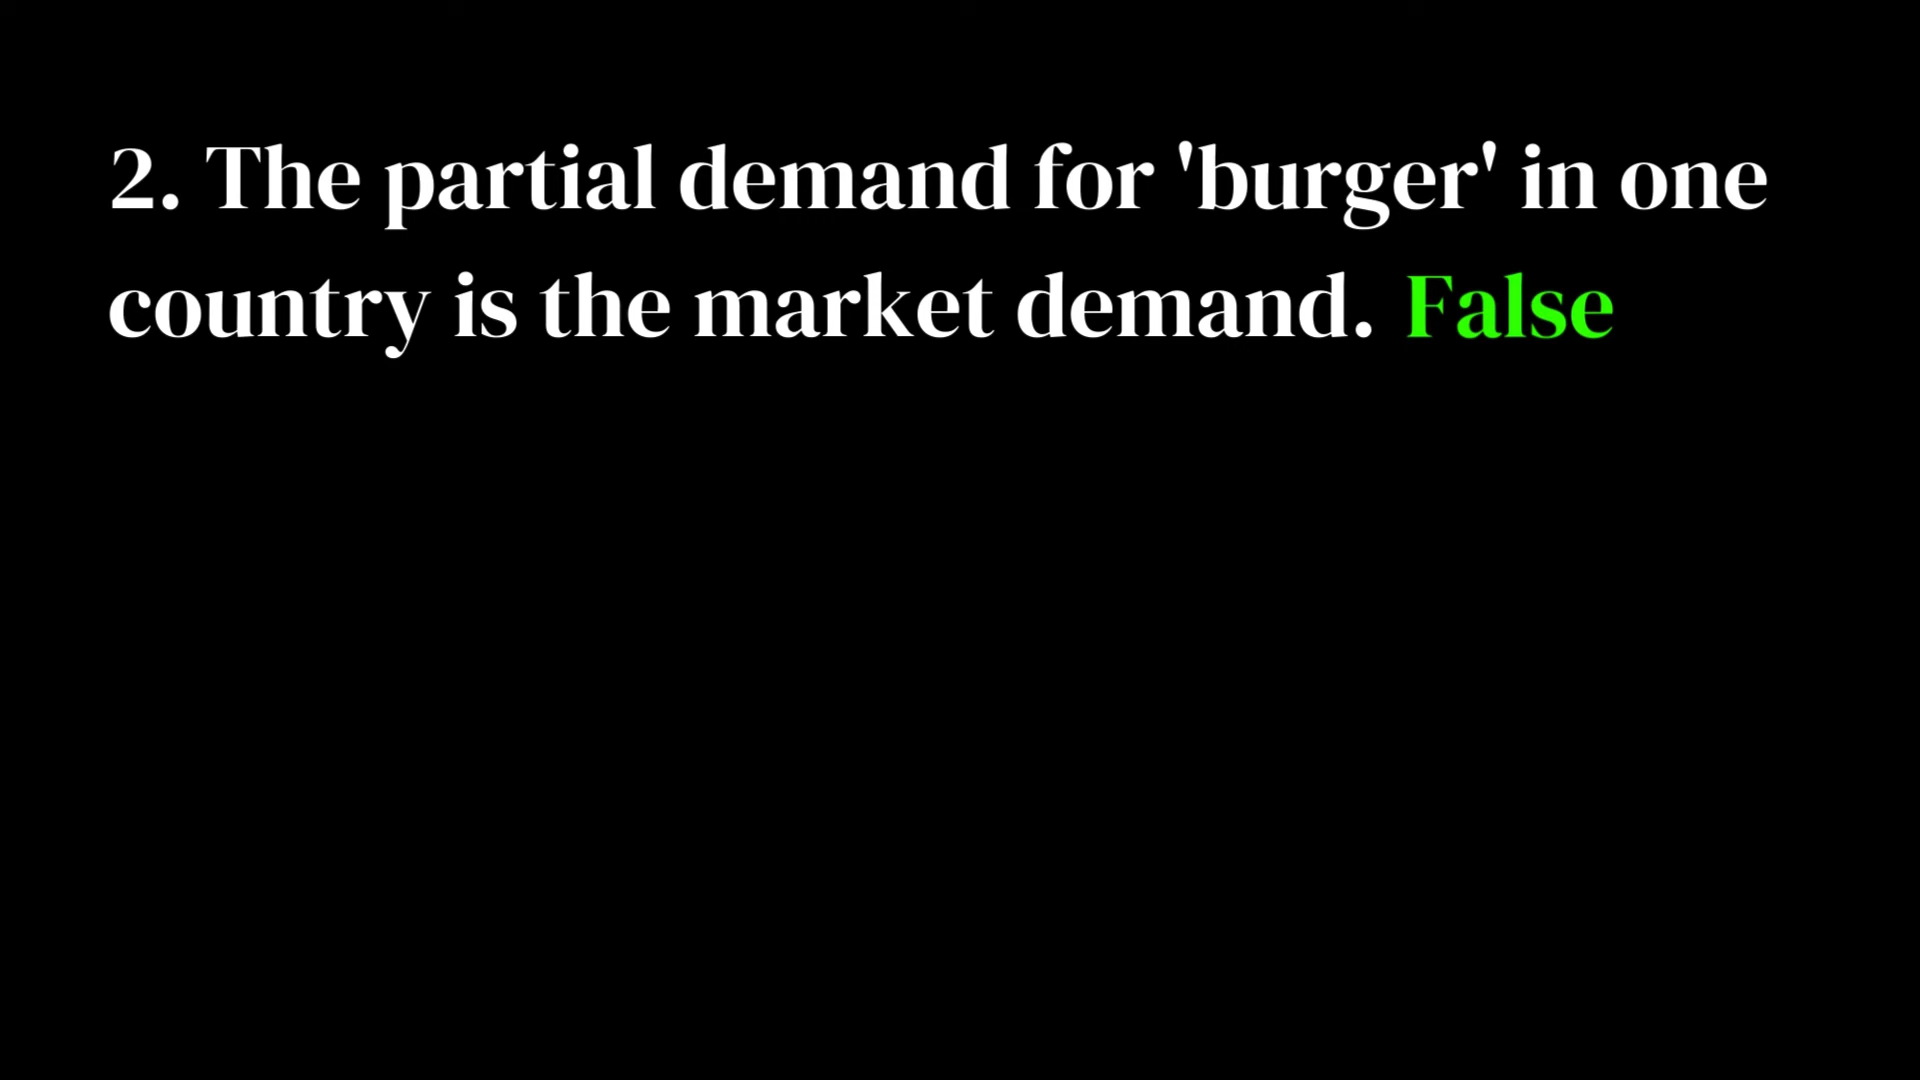 2. The partial demand for 'burger' in one
country is the market demand. False